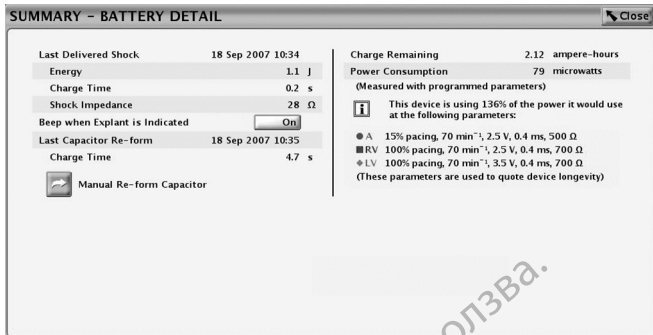 SUMMARY - BATTERY DETAIL
Close
Last Delivered Shock 18 Sep 2007 10:34
Energy 1.1 J
Charge Time 0.2 s
Shock Impedance 28 Ω
Beep when Explant is Indicated On
Last Capacitor Re-form 18 Sep 2007 10:35
Charge Time 4.7 s
Manual Re-form Capacitor
Charge Remaining 2.12 ampere-hours
Power Consumption 79 microwatts
(Measured with programmed parameters)
This device is using 136% of the power it would use
at the following parameters:
A 15% pacing, 70 min⁻¹, 2.5 V, 0.4 ms, 500 Ω
RV 100% pacing, 70 min⁻¹, 2.5 V, 0.4 ms, 700 Ω
LV 100% pacing, 70 min⁻¹, 3.5 V, 0.4 ms, 700 Ω
(These parameters are used to quote device longevity)